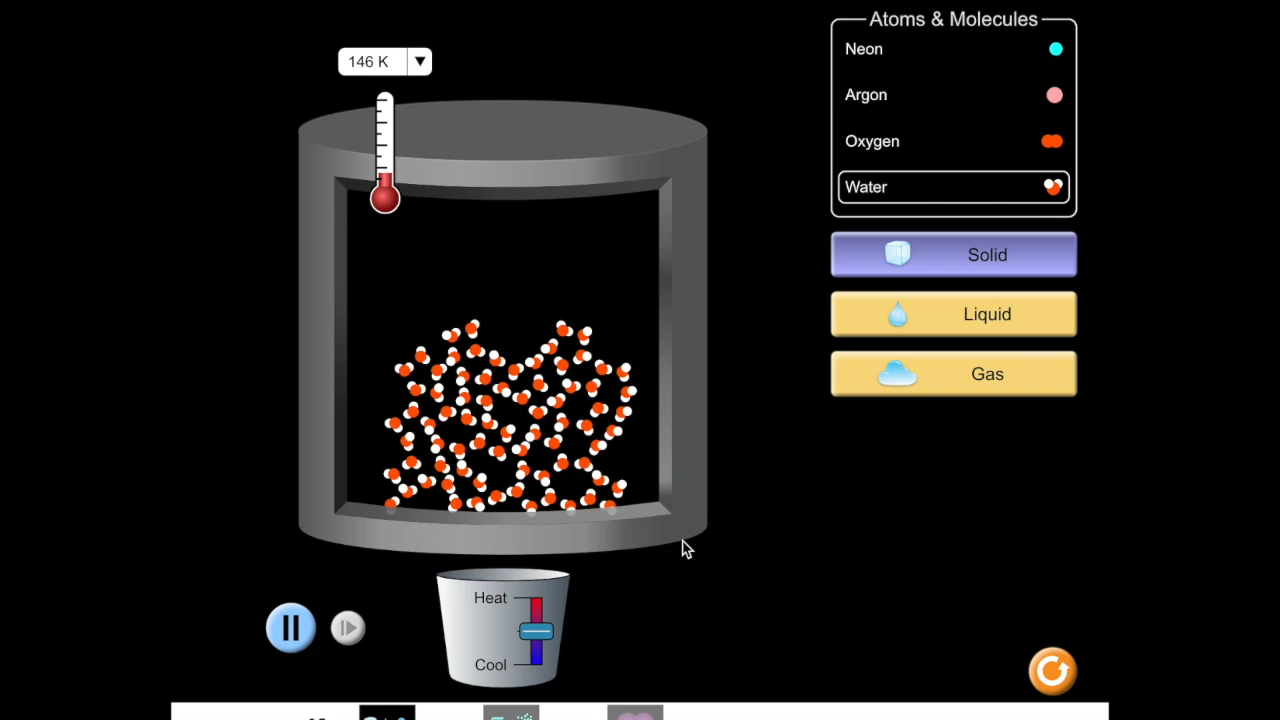 Atoms & Molecules
146 K
Neon
Argon
Oxygen
Water
Solid
Liquid
Gas
Heat
Cool